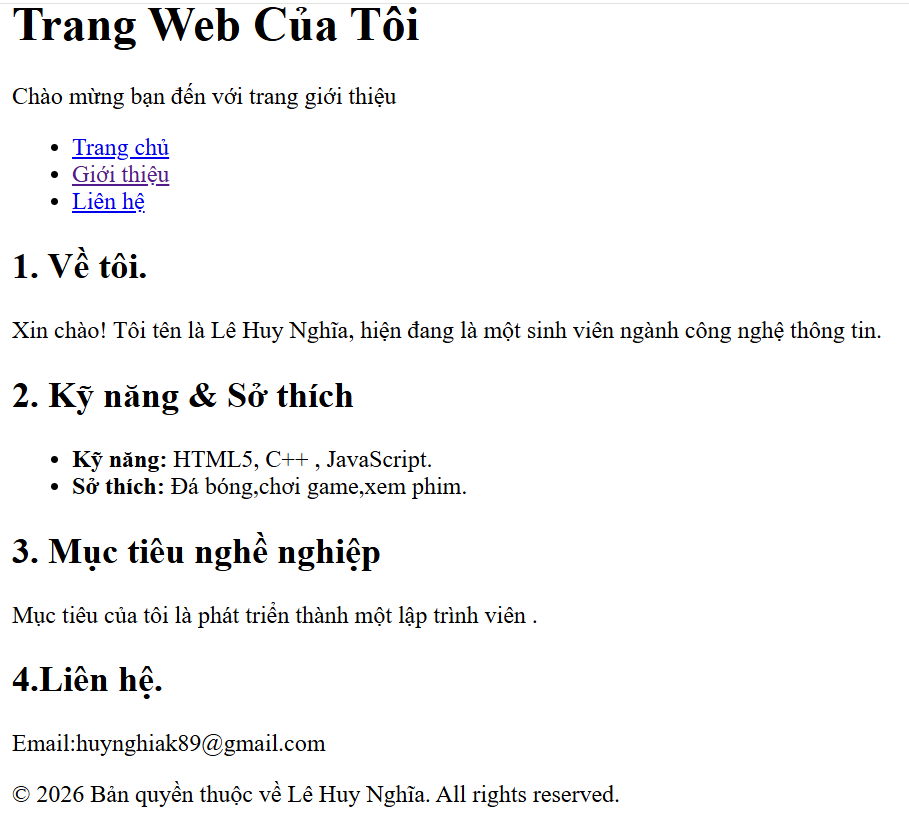 Trang Web Của Tôi
Chào mừng bạn đến với trang giới thiệu
Trang chủ
Giới thiệu
Liên hệ
1. Về tôi.
Xin chào! Tôi tên là Lê Huy Nghĩa, hiện đang là một sinh viên ngành công nghệ thông tin.
2. Kỹ năng & Sở thích
Kỹ năng: HTML5, C++ , JavaScript.
Sở thích: Đá bóng,chơi game,xem phim.
3. Mục tiêu nghề nghiệp
Mục tiêu của tôi là phát triển thành một lập trình viên .
4.Liên hệ.
Email:huynghiak89@gmail.com
© 2026 Bản quyền thuộc về Lê Huy Nghĩa. All rights reserved.